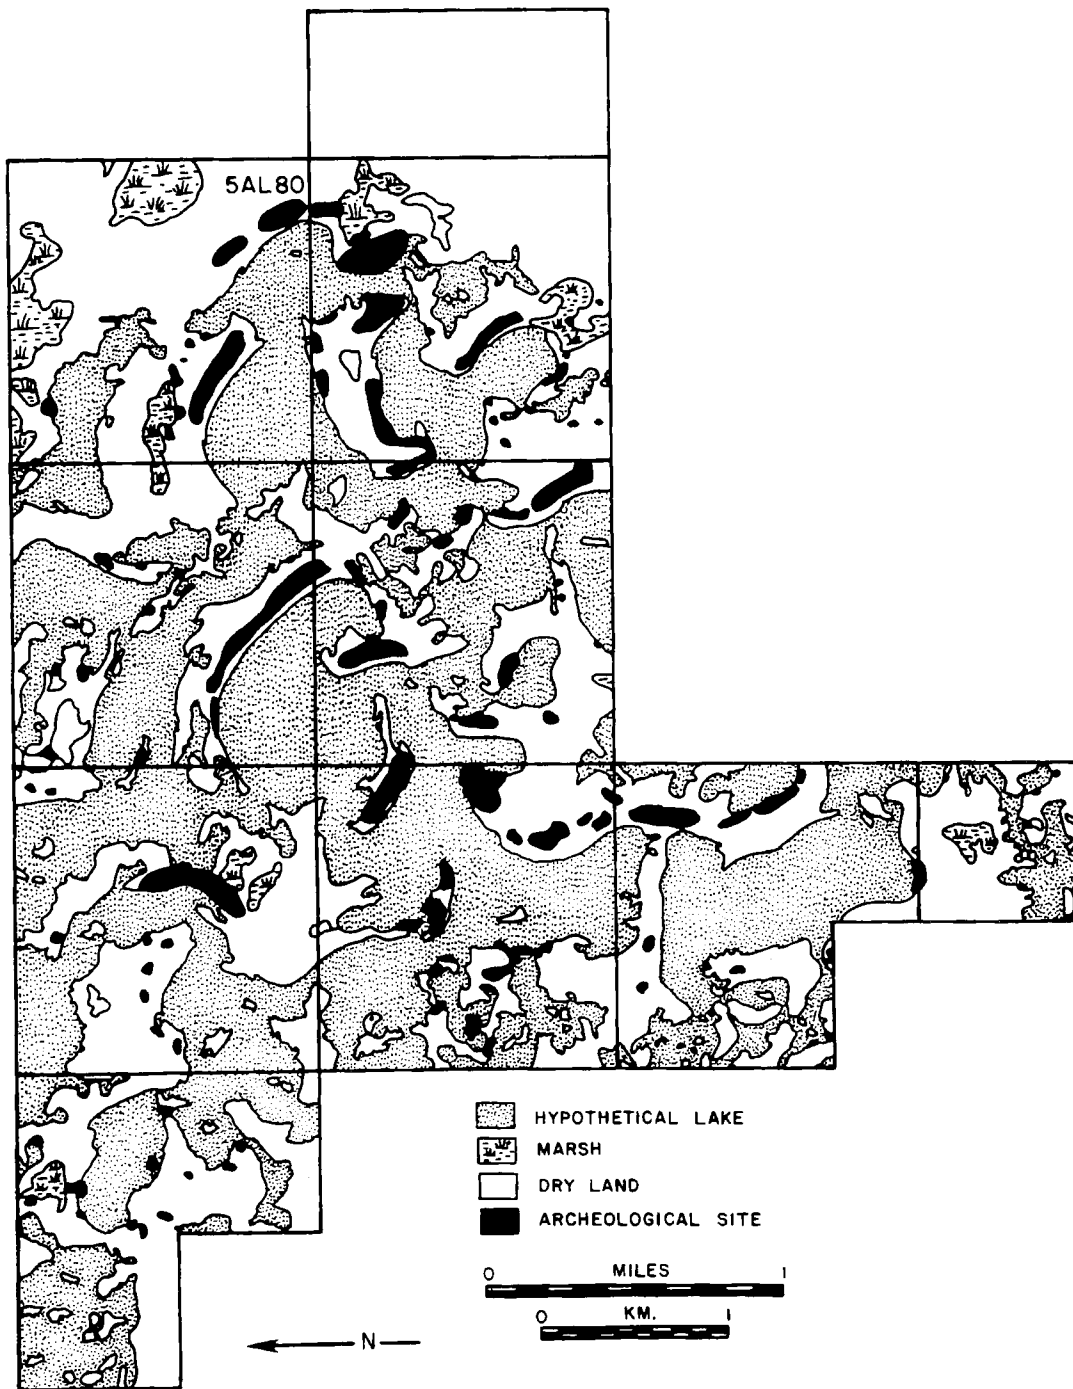 5AL80
HYPOTHETICAL LAKE
MARSH
DRY LAND
ARCHEOLOGICAL SITE
0 MILES 1
0 KM. 1
N